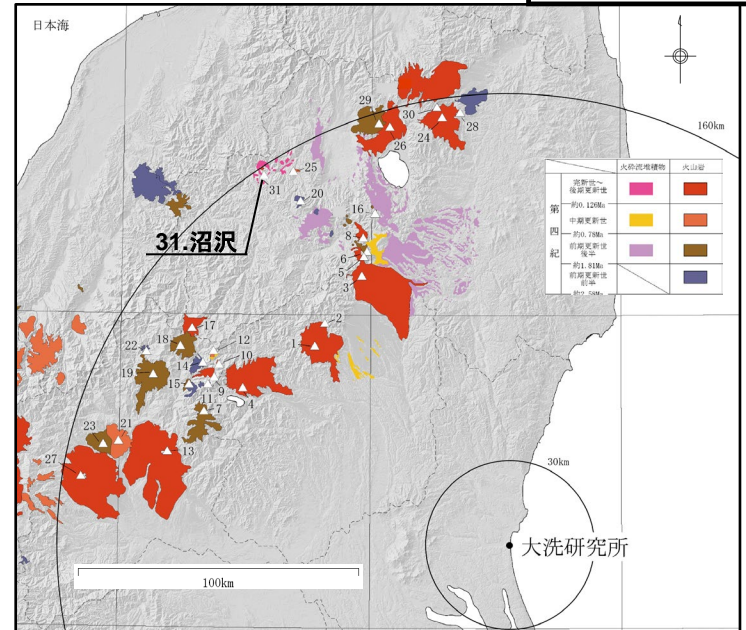 日本海
160km
火砕流堆積物
火山岩
第四紀
完新世~
後期更新世
約0.126Ma
中期更新世
約0.78Ma
前期更新世
後半
約1.81Ma
前期更新世
前半
約2.58Ma
29
30
28
24
26
25
31
20
16
31.沼沢
8
6
5
3
17
2
18
12
1
22
14
10
19
15
9
4
11
7
23
21
13
27
30km
大洗研究所
100km